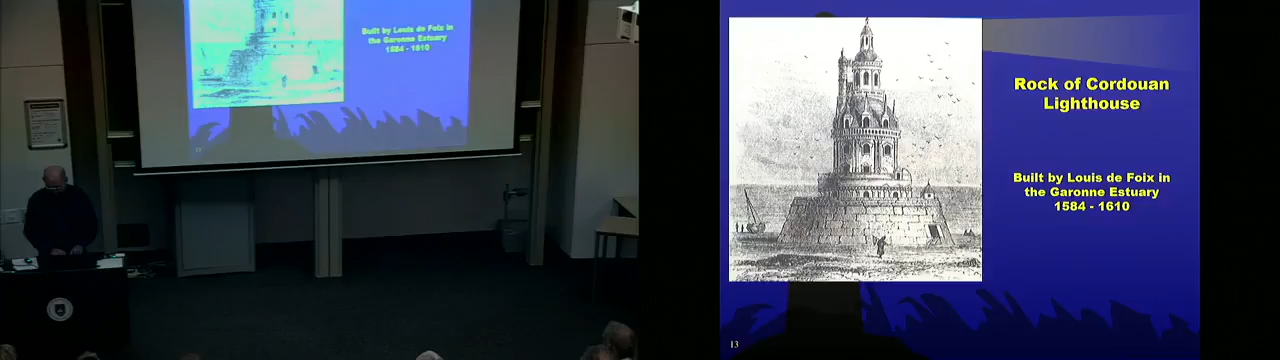 Built by Louis de Foix in
the Garonne Estuary
1584 - 1610
Rock of Cordouan
Lighthouse
Built by Louis de Foix in
the Garonne Estuary
1584 - 1610
13